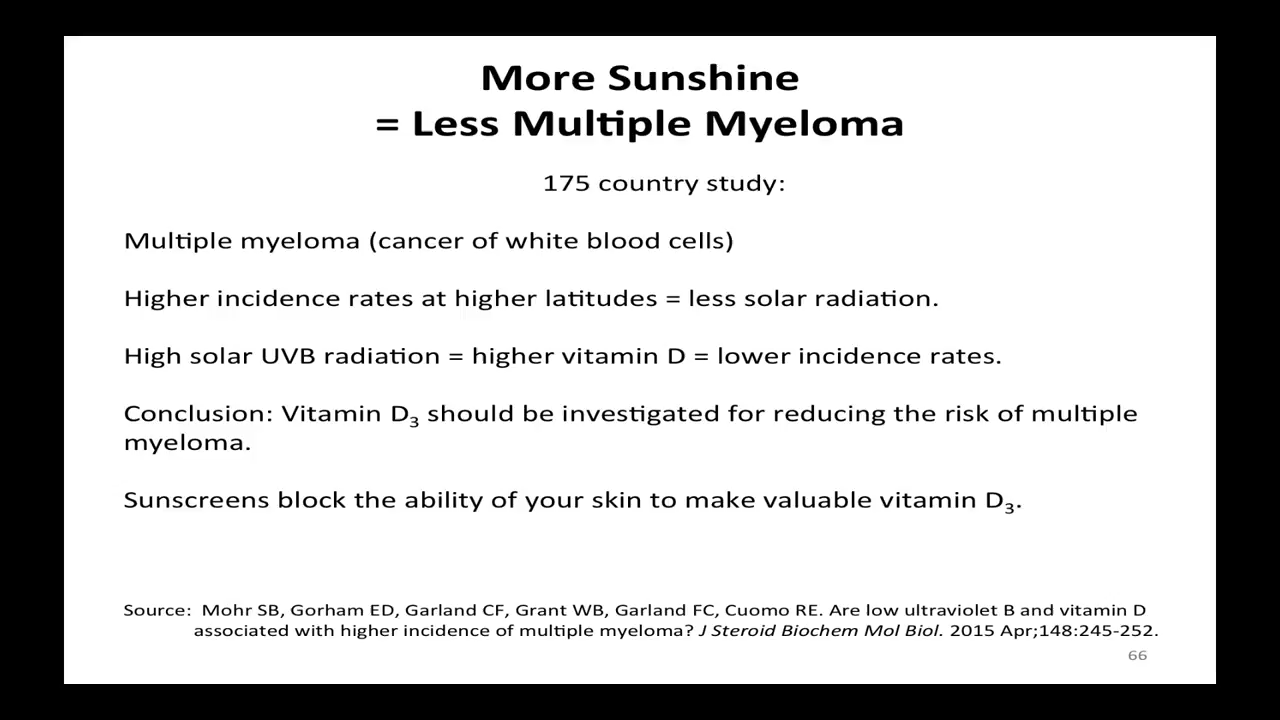 More Sunshine
= Less Multiple Myeloma
175 country study:
Multiple myeloma (cancer of white blood cells)
Higher incidence rates at higher latitudes = less solar radiation.
High solar UVB radiation = higher vitamin D = lower incidence rates.
Conclusion: Vitamin D₃ should be investigated for reducing the risk of multiple
myeloma.
Sunscreens block the ability of your skin to make valuable vitamin D₃.
Source: Mohr SB, Gorham ED, Garland CF, Grant WB, Garland FC, Cuomo RE. Are low ultraviolet B and vitamin D
associated with higher incidence of multiple myeloma? J Steroid Biochem Mol Biol. 2015 Apr;148:245-252.
66